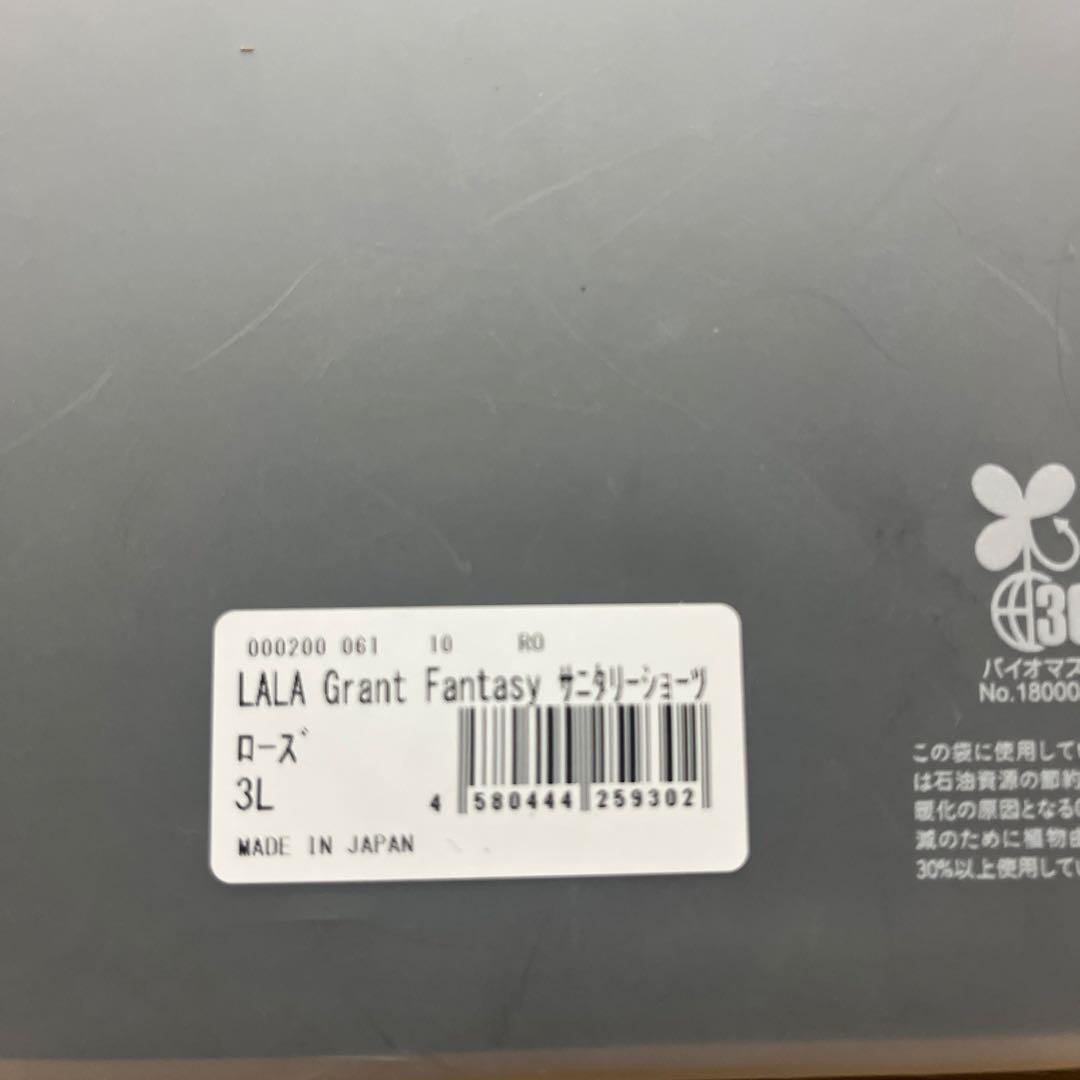 000200 061 10 RO
LALA Grant Fantasy ｻﾆﾀﾘｰｼｮｰﾂ
ﾛｰｽﾞ
3L
4 580444 259302
MADE IN JAPAN
バイオマス
No.18000
この袋に使用して
は石油資源の節約
暖化の原因となる
減のために植物由
30%以上使用して